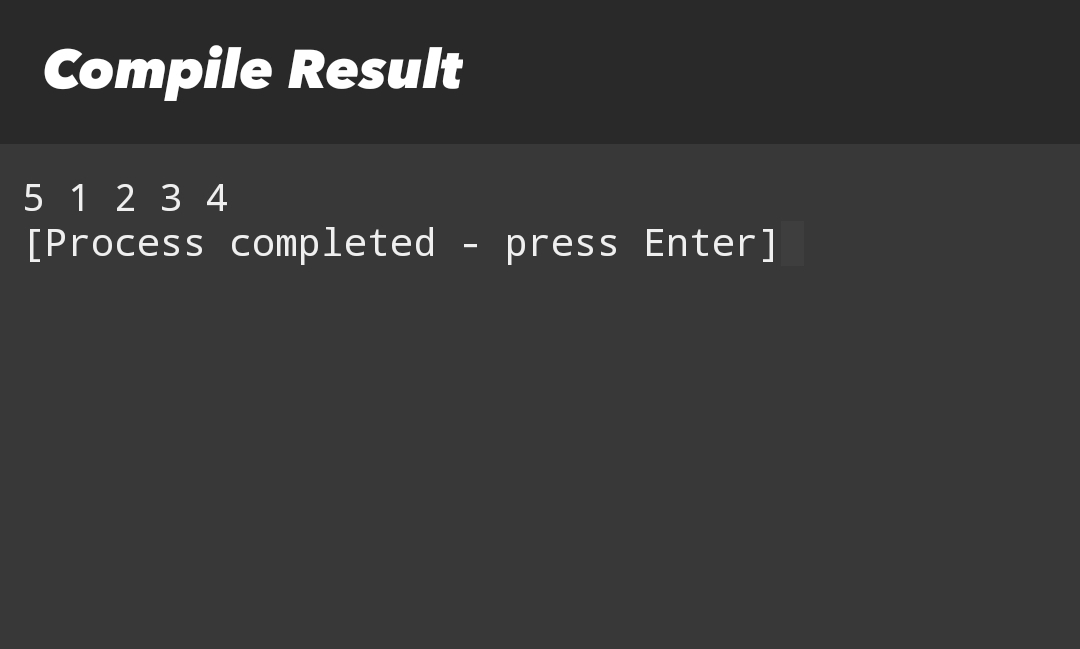 Compile Result
5 1 2 3 4
[Process completed - press Enter]